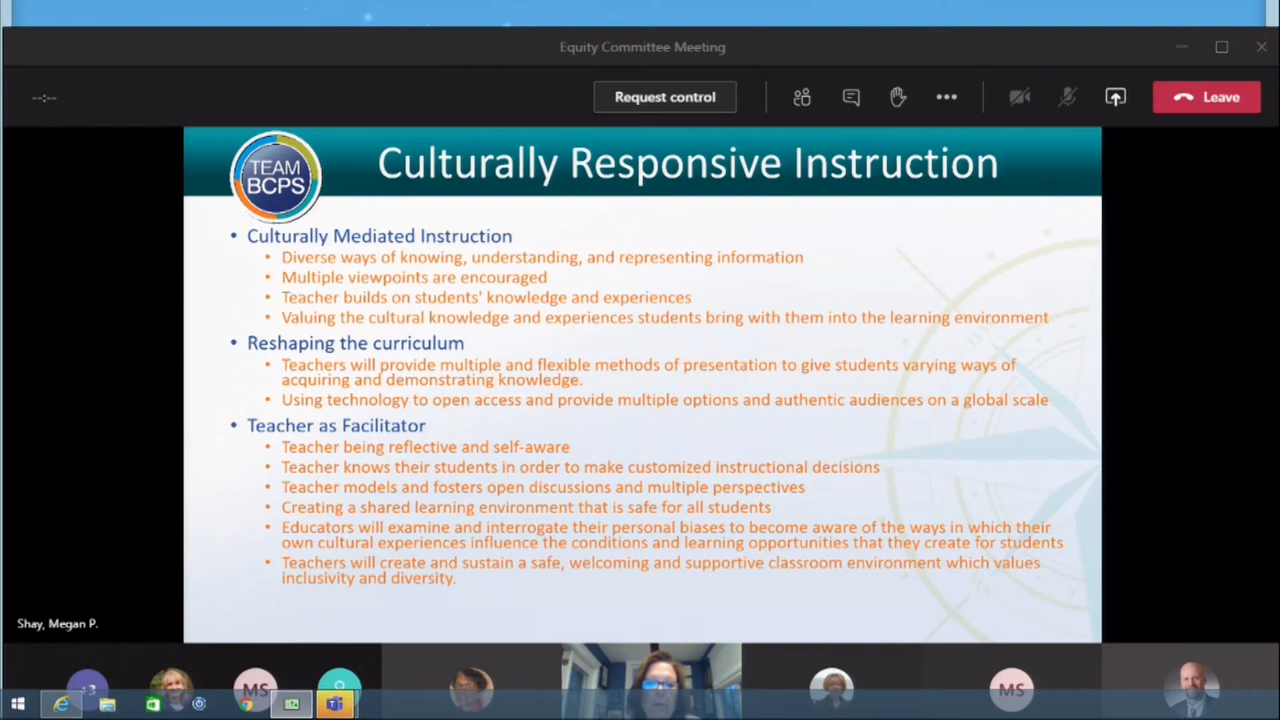 Equity Committee Meeting
--:--
Request control
Leave
TEAM
BCPS
Culturally Responsive Instruction
• Culturally Mediated Instruction
• Diverse ways of knowing, understanding, and representing information
• Multiple viewpoints are encouraged
• Teacher builds on students' knowledge and experiences
• Valuing the cultural knowledge and experiences students bring with them into the learning environment
• Reshaping the curriculum
• Teachers will provide multiple and flexible methods of presentation to give students varying ways of
acquiring and demonstrating knowledge.
• Using technology to open access and provide multiple options and authentic audiences on a global scale
• Teacher as Facilitator
• Teacher being reflective and self-aware
• Teacher knows their students in order to make customized instructional decisions
• Teacher models and fosters open discussions and multiple perspectives
• Creating a shared learning environment that is safe for all students
• Educators will examine and interrogate their personal biases to become aware of the ways in which their
own cultural experiences influence the conditions and learning opportunities that they create for students
• Teachers will create and sustain a safe, welcoming and supportive classroom environment which values
inclusivity and diversity.
Shay, Megan P.
+3
MS
MS